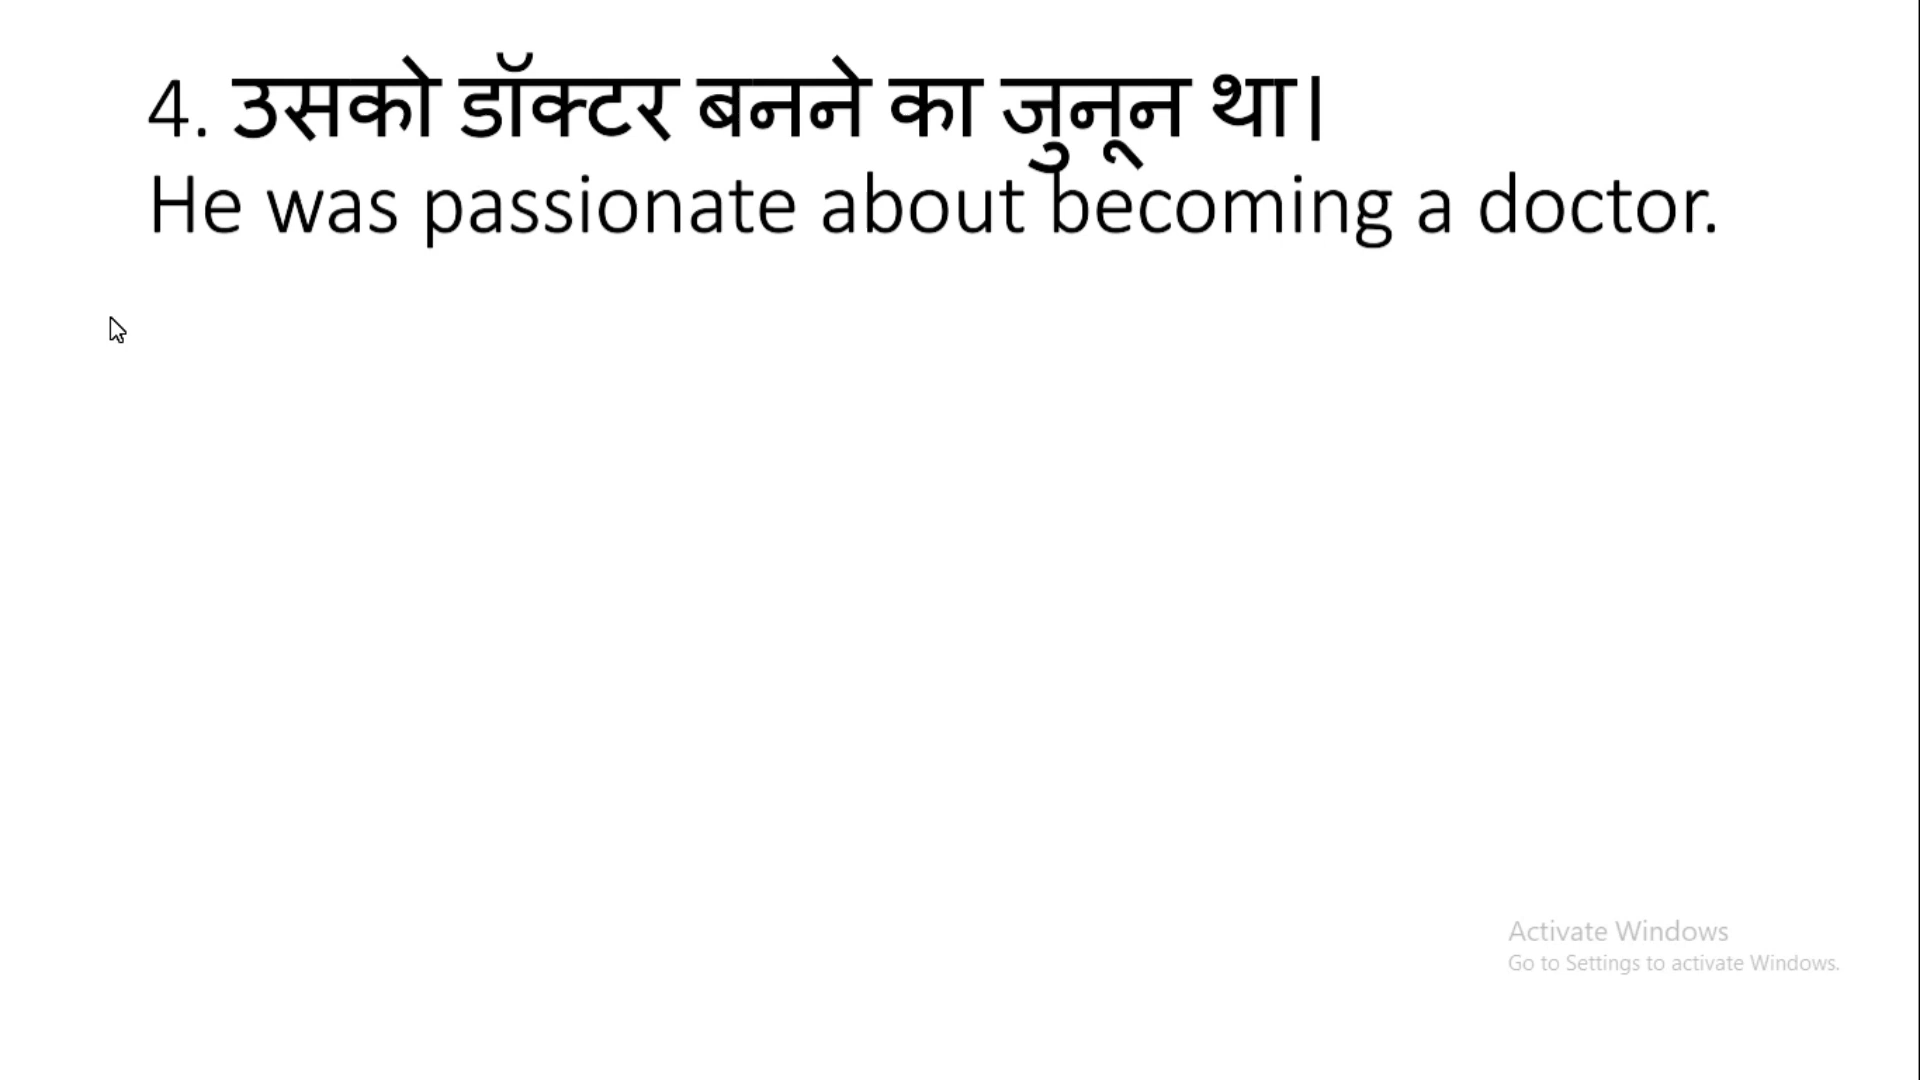 4. उसको डॉक्टर बनने का जुनून था।
He was passionate about becoming a doctor.
Activate Windows
Go to Settings to activate Windows.